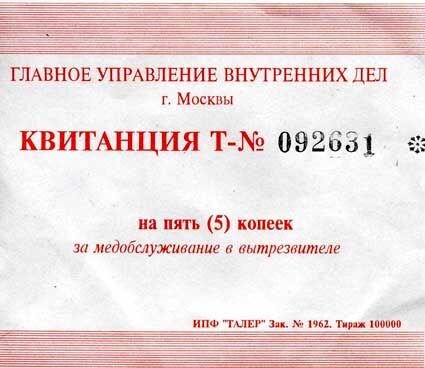 ГЛАВНОЕ УПРАВЛЕНИЕ ВНУТРЕННИХ ДЕЛ
г. Москвы
КВИТАНЦИЯ Т-№ 092631 *
на пять (5) копеек
за медобслуживание в вытрезвителе
ИПФ "ТАЛЕР" Зак. № 1962. Тираж 100000